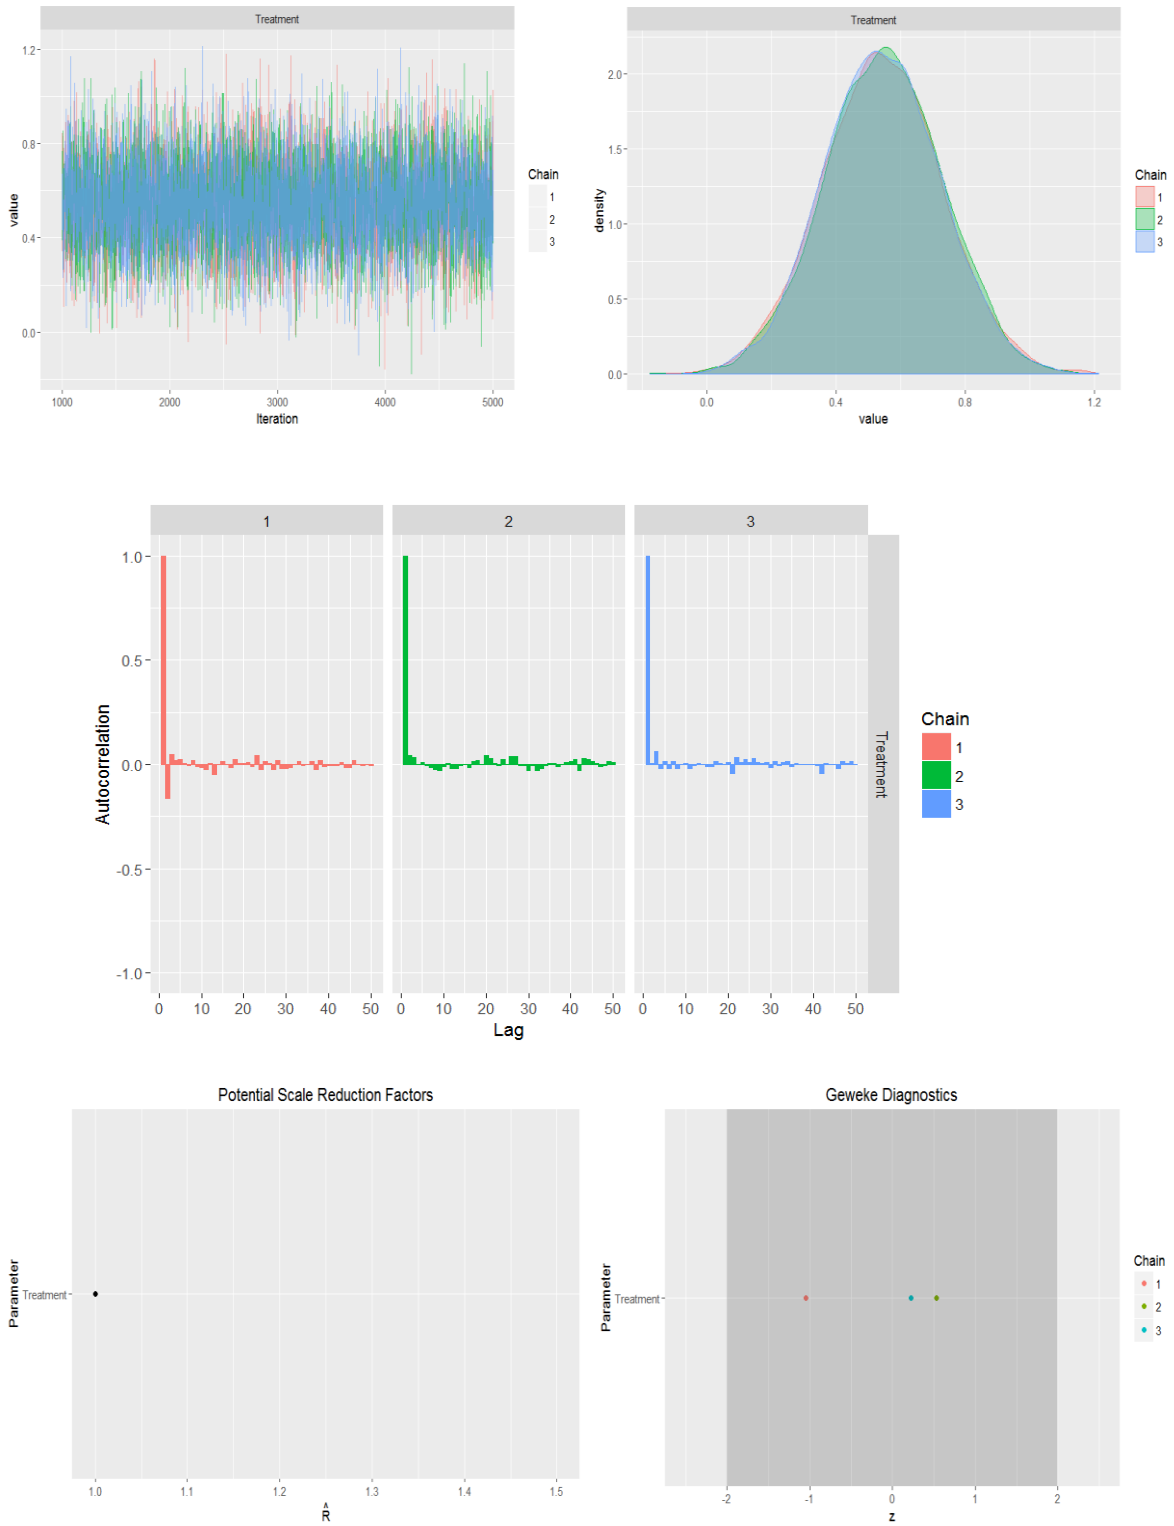 Treatment
1.2
0.8
0.4
0.0
value
1000 2000 3000 4000 5000
Iteration
Chain
1
2
3
Treatment
2.0
1.5
1.0
0.5
0.0
density
0.0 0.4 0.8 1.2
value
Chain
1
2
3
1 2 3
1.0
0.5
0.0
-0.5
-1.0
Autocorrelation
Treatment
0 10 20 30 40 50 0 10 20 30 40 50 0 10 20 30 40 50
Lag
Chain
1
2
3
Potential Scale Reduction Factors
Parameter
Treatment
1.0 1.1 1.2 1.3 1.4 1.5
R̂
Geweke Diagnostics
Parameter
Treatment
-2 -1 0 1 2
z
Chain
1
2
3